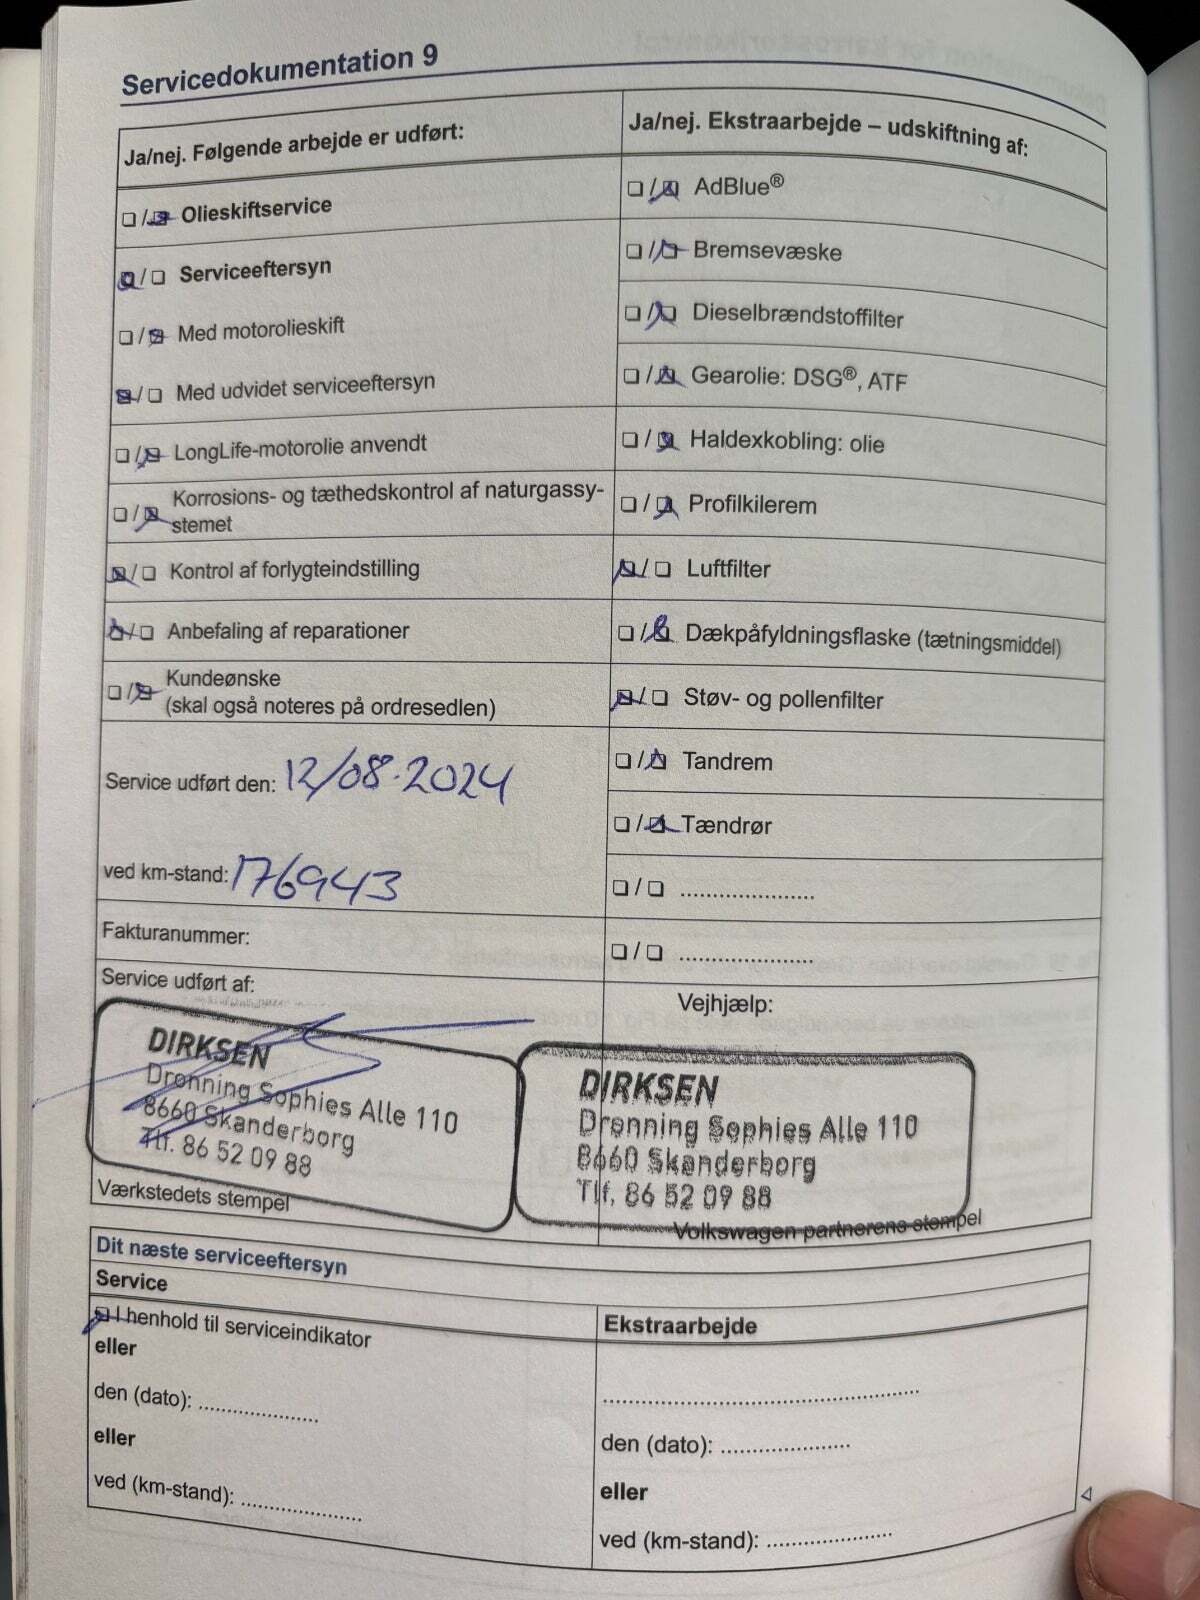 Servicedokumentation 9
Ja/nej. Følgende arbejde er udført:
Olieskiftservice
Serviceeftersyn
Med motorolieskift
Med udvidet serviceeftersyn
LongLife-motorolie anvendt
Korrosions- og tæthedskontrol af naturgassy-
stemet
Kontrol af forlygteindstilling
Anbefaling af reparationer
Kundeønske
(skal også noteres på ordresedlen)
Service udført den: 12/08.2024
ved km-stand: 176943
Fakturanummer:
Service udført af:
DIRKSEN
Dronning Sophies Alle 110
8660 Skanderborg
Tlf. 86 52 09 88
Værkstedets stempel
Ja/nej. Ekstraarbejde – udskiftning af:
AdBlue®
Bremsevæske
Dieselbrændstoffilter
Gearolie: DSG®, ATF
Haldexkobling: olie
Profilkilerem
Luftfilter
Dækpåfyldningsflaske (tætningsmiddel)
Støv- og pollenfilter
Tandrem
Tændrør
Vejhjælp:
DIRKSEN
Dronning Sophies Alle 110
8660 Skanderborg
Tlf. 86 52 09 88
Volkswagen partnerens stempel
Dit næste serviceeftersyn
Service
I henhold til serviceindikator
eller
den (dato): ....................
eller
ved (km-stand): ....................
Ekstraarbejde
den (dato): ....................
eller
ved (km-stand): ....................